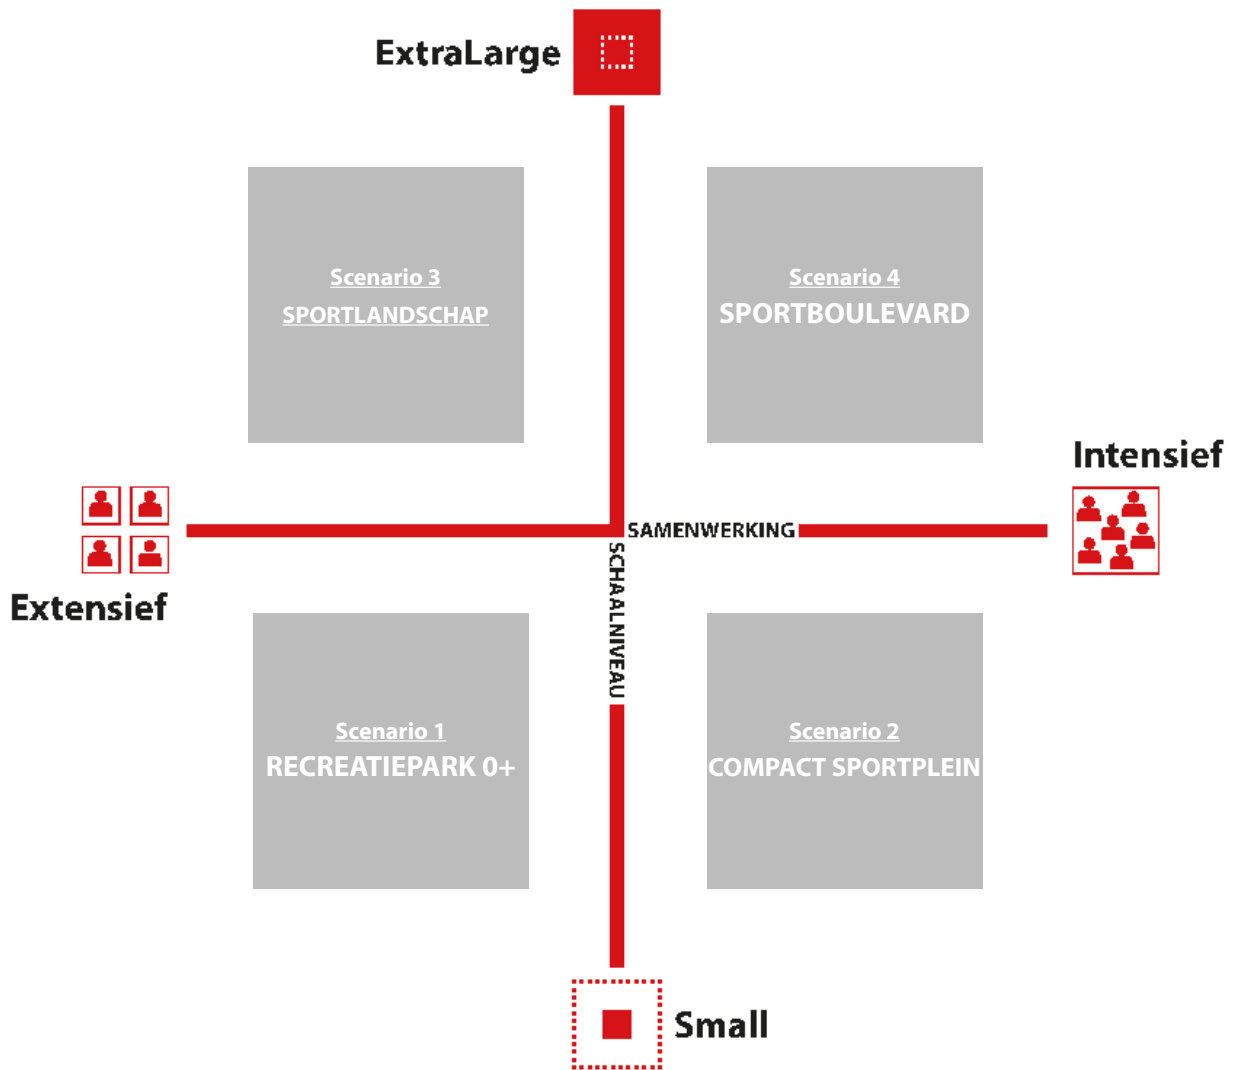 ExtraLarge
Scenario 3
SPORTLANDSCHAP
Scenario 4
SPORTBOULEVARD
Intensief
SAMENWERKING
SCHAALNIVEAU
Extensief
Scenario 1
RECREATIEPARK 0+
Scenario 2
COMPACT SPORTPLEIN
Small